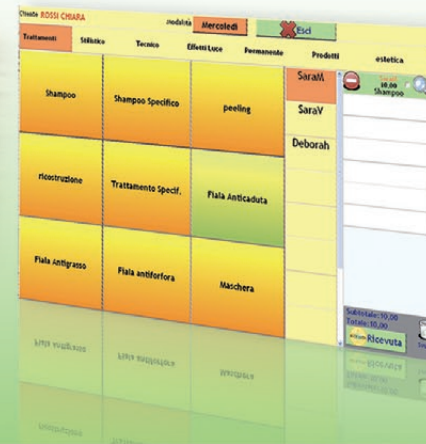 Cliente ROSSI CHIARA
modalità Mercoledì Esci
Trattamenti Stilistico Tecnico Effetti Luce Permanente Prodotti estetica
Shampoo Shampoo Specifico peeling
ricostruzione Trattamento Specif. Fiala Anticaduta
Fiala Antigrasso Fiala antiforfora Maschera
SaraM
SaraV
Deborah
SaraM
10,00
Shampoo
Subtotale:10,00
Totale:10,00
Ricevuta